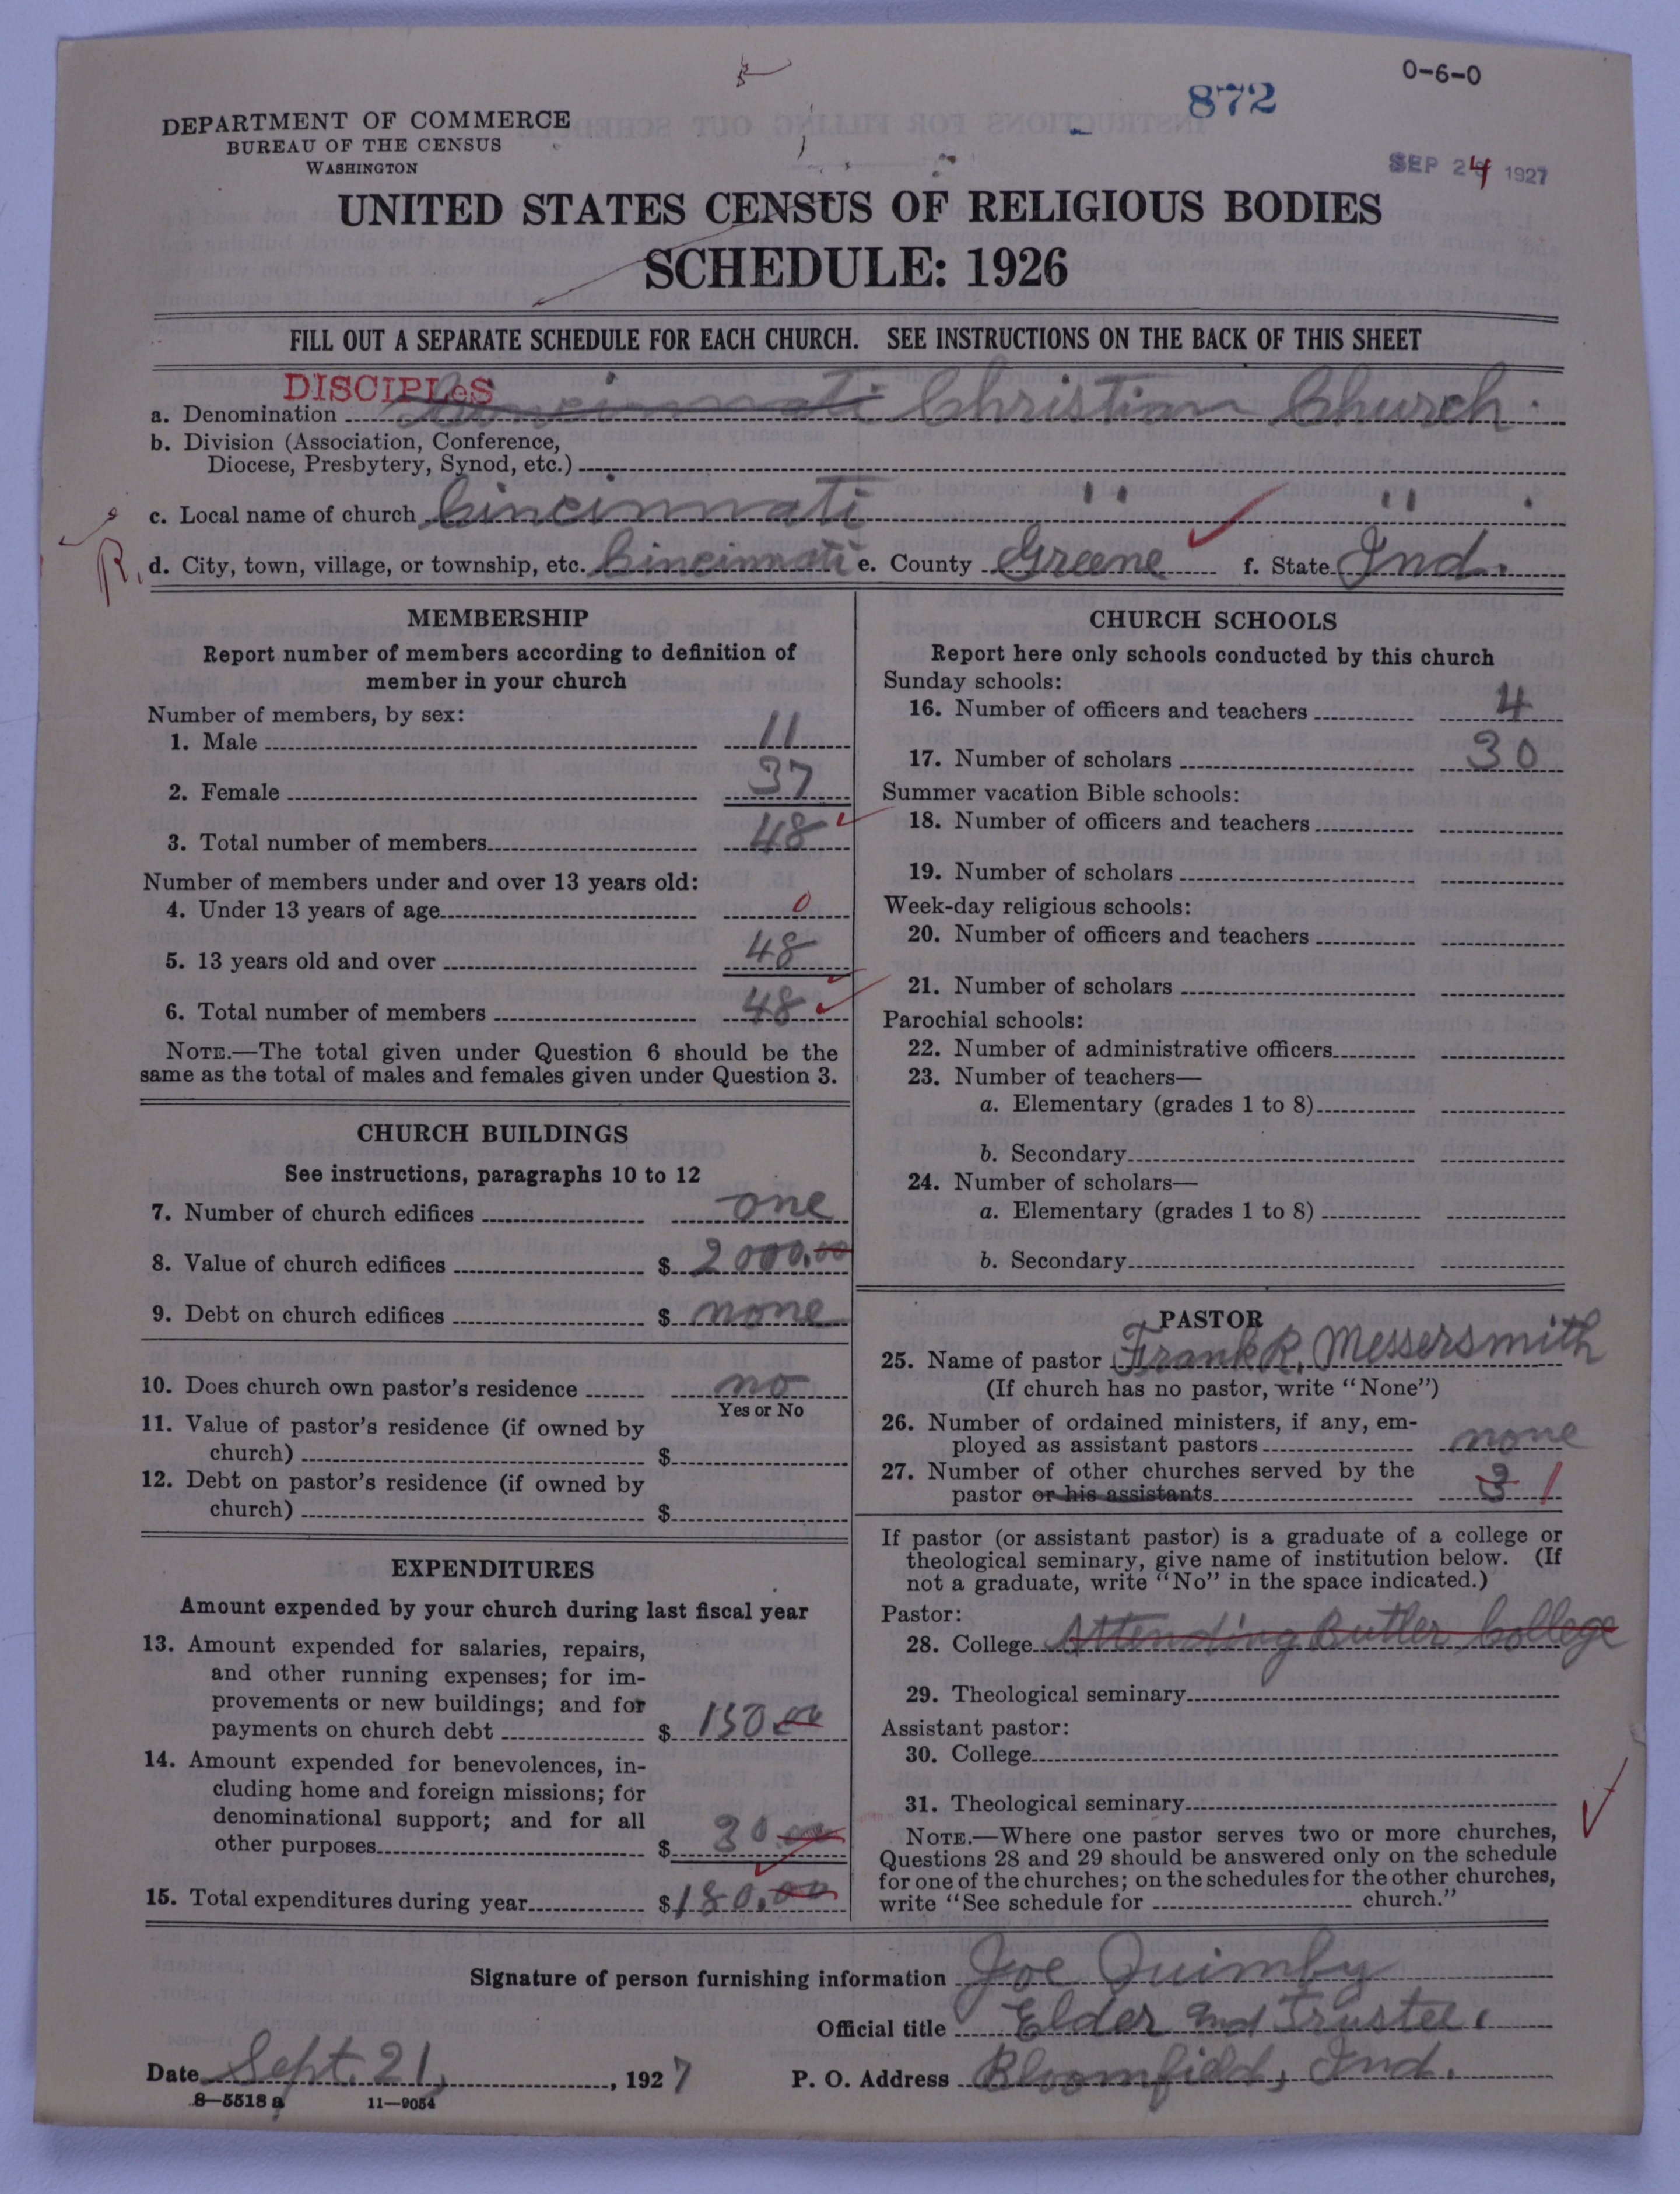 0-6-0
872
DEPARTMENT OF COMMERCE
BUREAU OF THE CENSUS
WASHINGTON
SEP 24 1927
UNITED STATES CENSUS OF RELIGIOUS BODIES
SCHEDULE: 1926
FILL OUT A SEPARATE SCHEDULE FOR EACH CHURCH. SEE INSTRUCTIONS ON THE BACK OF THIS SHEET
DISCIPLeS
a. Denomination Cincinnati Christian Church.
b. Division (Association, Conference,
Diocese, Presbytery, Synod, etc.)
c. Local name of church Cincinnati " " .
R. d. City, town, village, or township, etc. Cincinnati e. County Greene f. State Ind.
MEMBERSHIP
Report number of members according to definition of
member in your church
Number of members, by sex:
1. Male 11
2. Female 37
3. Total number of members 48
Number of members under and over 13 years old:
4. Under 13 years of age 0
5. 13 years old and over 48
6. Total number of members 48
NOTE.—The total given under Question 6 should be the
same as the total of males and females given under Question 3.
CHURCH BUILDINGS
See instructions, paragraphs 10 to 12
7. Number of church edifices one
8. Value of church edifices $ 2000.00
9. Debt on church edifices $ none
10. Does church own pastor's residence no
Yes or No
11. Value of pastor's residence (if owned by
church) $
12. Debt on pastor's residence (if owned by
church) $
EXPENDITURES
Amount expended by your church during last fiscal year
13. Amount expended for salaries, repairs,
and other running expenses; for im-
provements or new buildings; and for
payments on church debt $ 150.00
14. Amount expended for benevolences, in-
cluding home and foreign missions; for
denominational support; and for all
other purposes $ 30.00
15. Total expenditures during year $ 180.00
CHURCH SCHOOLS
Report here only schools conducted by this church
Sunday schools:
16. Number of officers and teachers 4
17. Number of scholars 30
Summer vacation Bible schools:
18. Number of officers and teachers
19. Number of scholars
Week-day religious schools:
20. Number of officers and teachers
21. Number of scholars
Parochial schools:
22. Number of administrative officers
23. Number of teachers—
a. Elementary (grades 1 to 8)
b. Secondary
24. Number of scholars—
a. Elementary (grades 1 to 8)
b. Secondary
PASTOR
25. Name of pastor Frank R. Messersmith
(If church has no pastor, write "None")
26. Number of ordained ministers, if any, em-
ployed as assistant pastors none
27. Number of other churches served by the
pastor or his assistants 3 1
If pastor (or assistant pastor) is a graduate of a college or
theological seminary, give name of institution below. (If
not a graduate, write "No" in the space indicated.)
Pastor:
28. College Attending Butler College
29. Theological seminary
Assistant pastor:
30. College
31. Theological seminary
NOTE.—Where one pastor serves two or more churches,
Questions 28 and 29 should be answered only on the schedule
for one of the churches; on the schedules for the other churches,
write "See schedule for church."
Signature of person furnishing information Joe Quimby
Official title Elder and Trustee.
Date Sept. 21, 1927 P. O. Address Bloomfield, Ind.
8—5518 a 11—9054